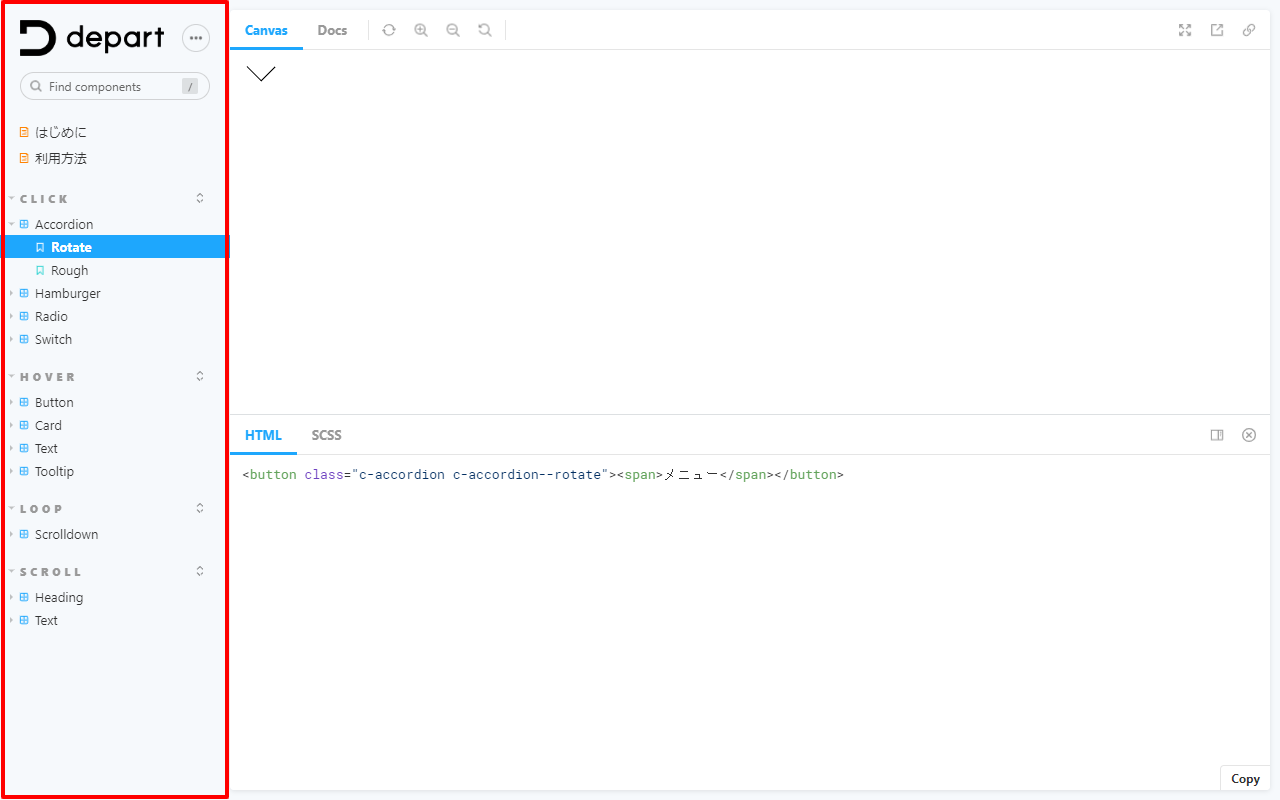 depart
Find components /
はじめに
利用方法
CLICK
Accordion
Rotate
Rough
Hamburger
Radio
Switch
HOVER
Button
Card
Text
Tooltip
LOOP
Scrolldown
SCROLL
Heading
Text
Canvas Docs
HTML SCSS
<button class="c-accordion c-accordion--rotate"><span>メニュー</span></button>
Copy